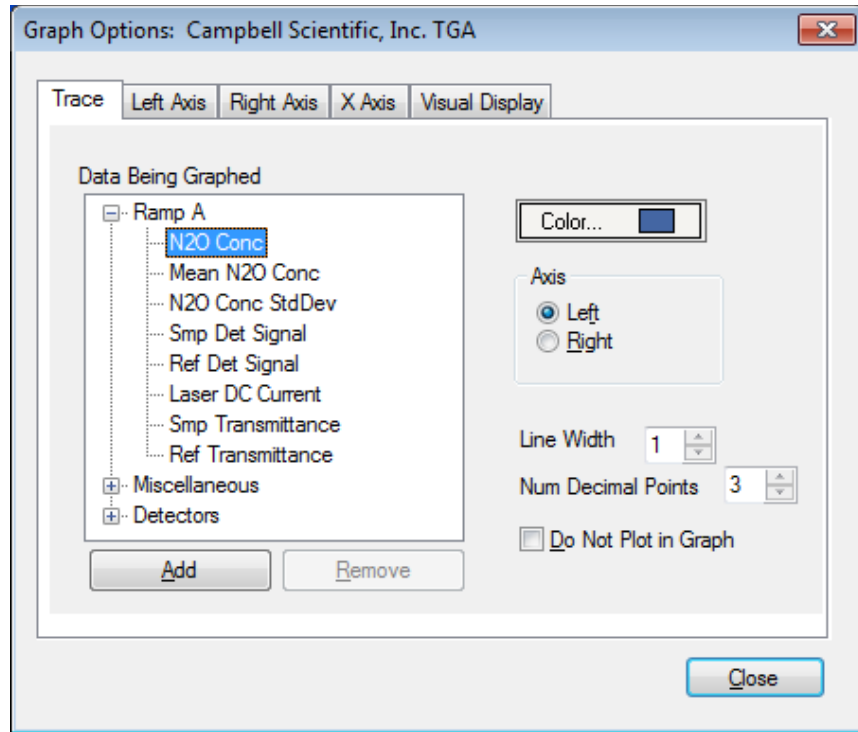 Graph Options: Campbell Scientific, Inc. TGA
Trace Left Axis Right Axis X Axis Visual Display
Data Being Graphed
Ramp A
N2O Conc
Mean N2O Conc
N2O Conc StdDev
Smp Det Signal
Ref Det Signal
Laser DC Current
Smp Transmittance
Ref Transmittance
Miscellaneous
Detectors
Add Remove
Color...
Axis
Left
Right
Line Width 1
Num Decimal Points 3
Do Not Plot in Graph
Close